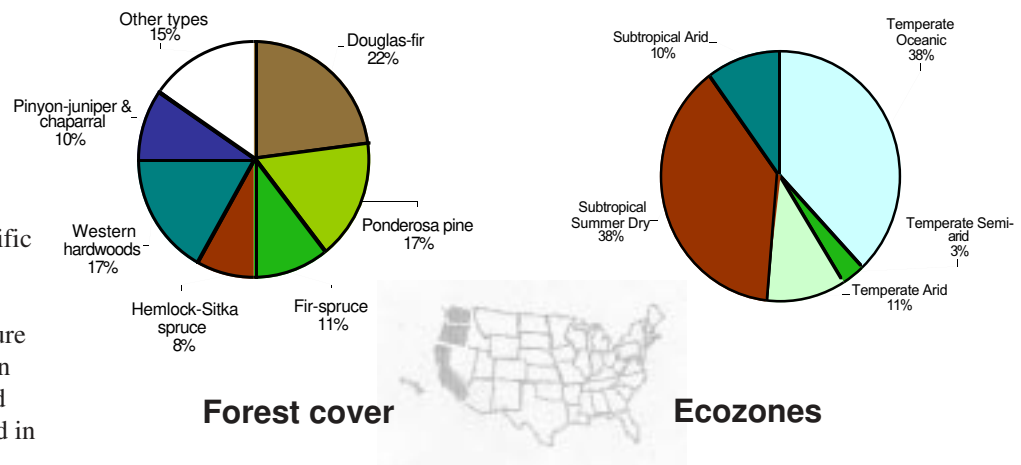 Other types
15%
Douglas-fir
22%
Pinyon-juniper &
chaparral
10%
Ponderosa pine
17%
Western
hardwoods
17%
Hemlock-Sitka
spruce
8%
Fir-spruce
11%
Forest cover
Temperate
Oceanic
38%
Subtropical Arid
10%
Subtropical
Summer Dry
38%
Temperate Semi-
arid
3%
Temperate Arid
11%
Ecozones
ific
ure
n
d
d in